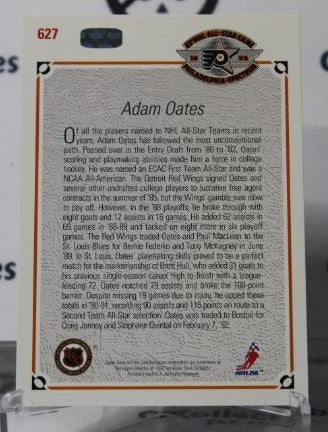 627
43 NHL ALL-STAR GAME
19 92
PHILADELPHIA SPECTRUM
Adam Oates
Of all the players named to NHL All-Star Teams in recent
years, Adam Oates has followed the most unconventional
path. Passed over in the Entry Draft from '80 to '82, Oates'
scoring and playmaking abilities made him a force in college
hockey. He was named an ECAC First Team All-Star and was a
NCAA All-American. The Detroit Red Wings signed Oates and
several other undrafted college players to lucrative free agent
contracts in the summer of '85, but the Wings' gamble was slow
to pay off. However, in the '88 playoffs, he broke through with
eight goals and 12 assists in 16 games. He added 62 assists in
69 games in '88-89 and tacked on eight more in six playoff
games. The Red Wings traded Oates and Paul MacLean to the
St. Louis Blues for Bernie Federko and Tony McKegney in June
'89. In St. Louis, Oates' playmaking skills proved to be a perfect
match for the marksmanship of Brett Hull, who added 31 goals to
his previous single-season career high to finish with a league-
leading 72. Oates notched 79 assists and broke the 100-point
barrier. Despite missing 19 games due to injury, he topped these
totals in '90-91, recording 90 assists and 115 points en route to a
Second Team All-Star selection. Oates was traded to Boston for
Craig Janney and Stephane Quintal on February 7, '92.
NHLPA